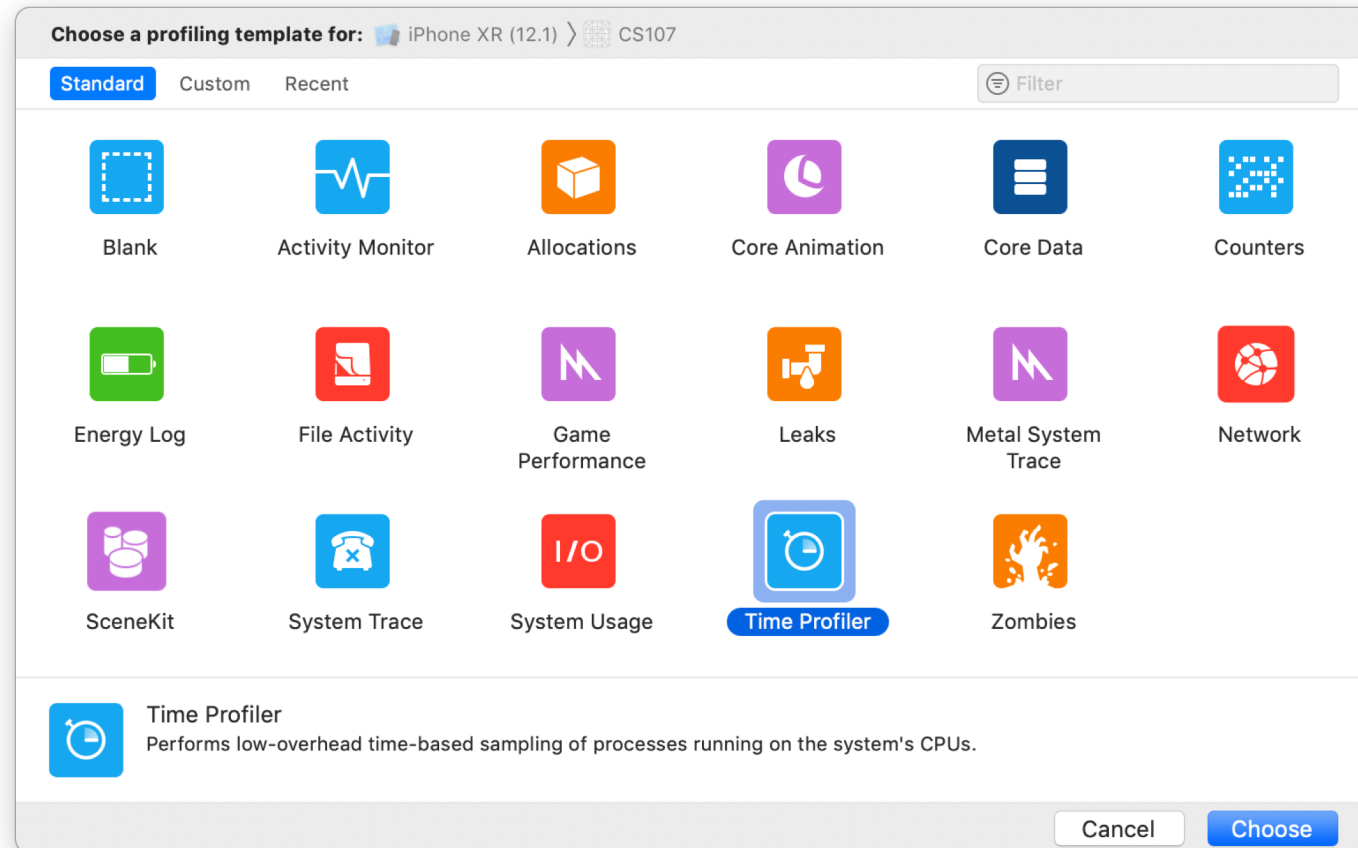 Choose a profiling template for: iPhone XR (12.1) 〉 CS107
Standard Custom Recent Filter
Blank Activity Monitor Allocations Core Animation Core Data Counters
Energy Log File Activity Game Performance Leaks Metal System Trace Network
I/O
SceneKit System Trace System Usage Time Profiler Zombies
Time Profiler
Performs low-overhead time-based sampling of processes running on the system's CPUs.
Cancel Choose